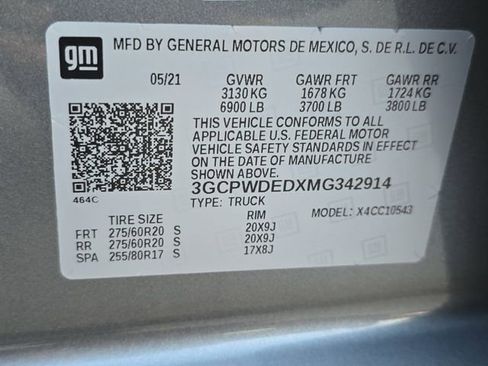 gm
MFD BY GENERAL MOTORS DE MEXICO, S. DE R.L. DE C.V.
05/21 GVWR GAWR FRT GAWR RR
3130 KG 1678 KG 1724 KG
6900 LB 3700 LB 3800 LB
THIS VEHICLE CONFORMS TO ALL
APPLICABLE U.S. FEDERAL MOTOR
VEHICLE SAFETY STANDARDS IN EFFECT
ON THE DATE OF MANUFACTURE
SHOWN ABOVE.
3GCPWDEDXMG342914
464C
TYPE: TRUCK MODEL: X4CC10543
TIRE SIZE RIM
FRT 275/60R20 S 20X9J
RR 275/60R20 S 20X9J
SPA 255/80R17 S 17X8J